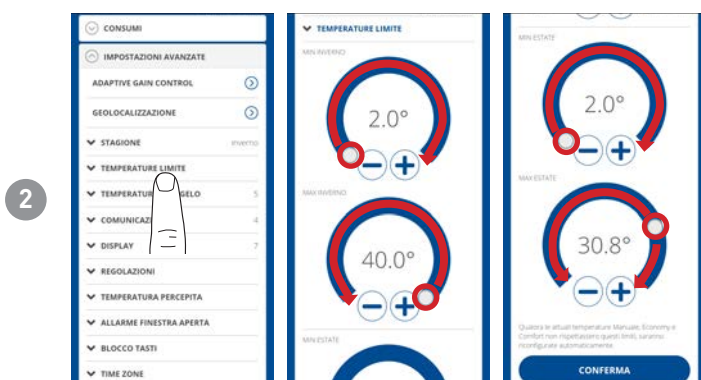 2
CONSUMI
IMPOSTAZIONI AVANZATE
ADAPTIVE GAIN CONTROL
GEOLOCALIZZAZIONE
STAGIONE inverno
TEMPERATURE LIMITE
TEMPERATUR GELO 5
COMUNICAZI 4
DISPLAY 7
REGOLAZIONI
TEMPERATURA PERCEPITA
ALLARME FINESTRA APERTA
BLOCCO TASTI
TIME ZONE
TEMPERATURE LIMITE
MIN INVERNO
2.0°
MAX INVERNO
40.0°
MIN ESTATE
MIN ESTATE
2.0°
MAX ESTATE
30.8°
Qualora le attuali temperature Manuale, Economy e
Comfort non rispettassero questi limiti, saranno
riconfigurate automaticamente.
CONFERMA